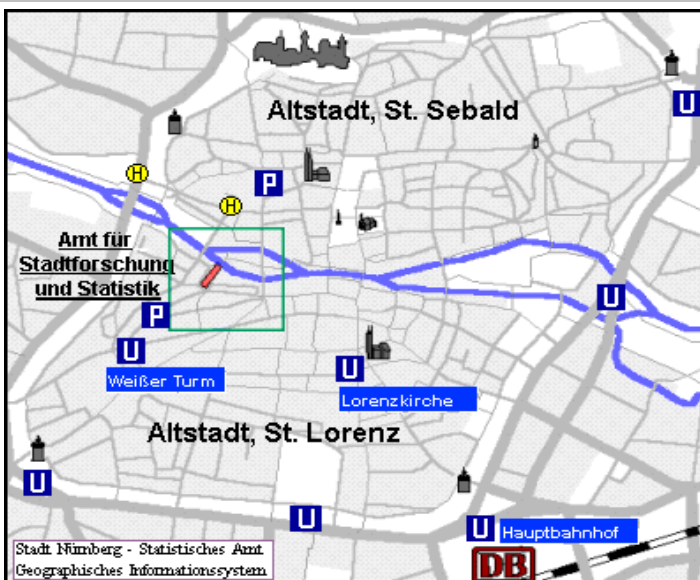 Altstadt, St. Sebald
U
H
P
H
Amt für
Stadtforschung
und Statistik
U
P
U
Weißer Turm
U
Lorenzkirche
Altstadt, St. Lorenz
U
U
U
Hauptbahnhof
Stadt Nürnberg - Statistisches Amt
Geographisches Informationssystem
DB